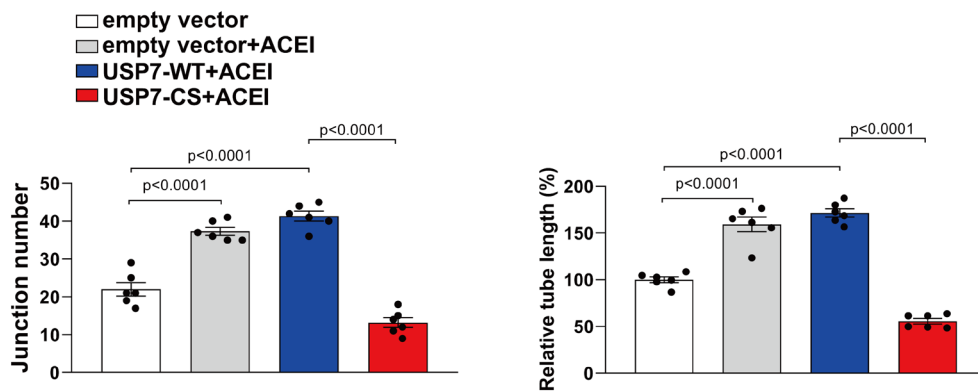 empty vector
empty vector+ACEI
USP7-WT+ACEI
USP7-CS+ACEI
p<0.0001
p<0.0001
p<0.0001
Junction number
50
40
30
20
10
0
p<0.0001
p<0.0001
p<0.0001
Relative tube length (%)
200
150
100
50
0